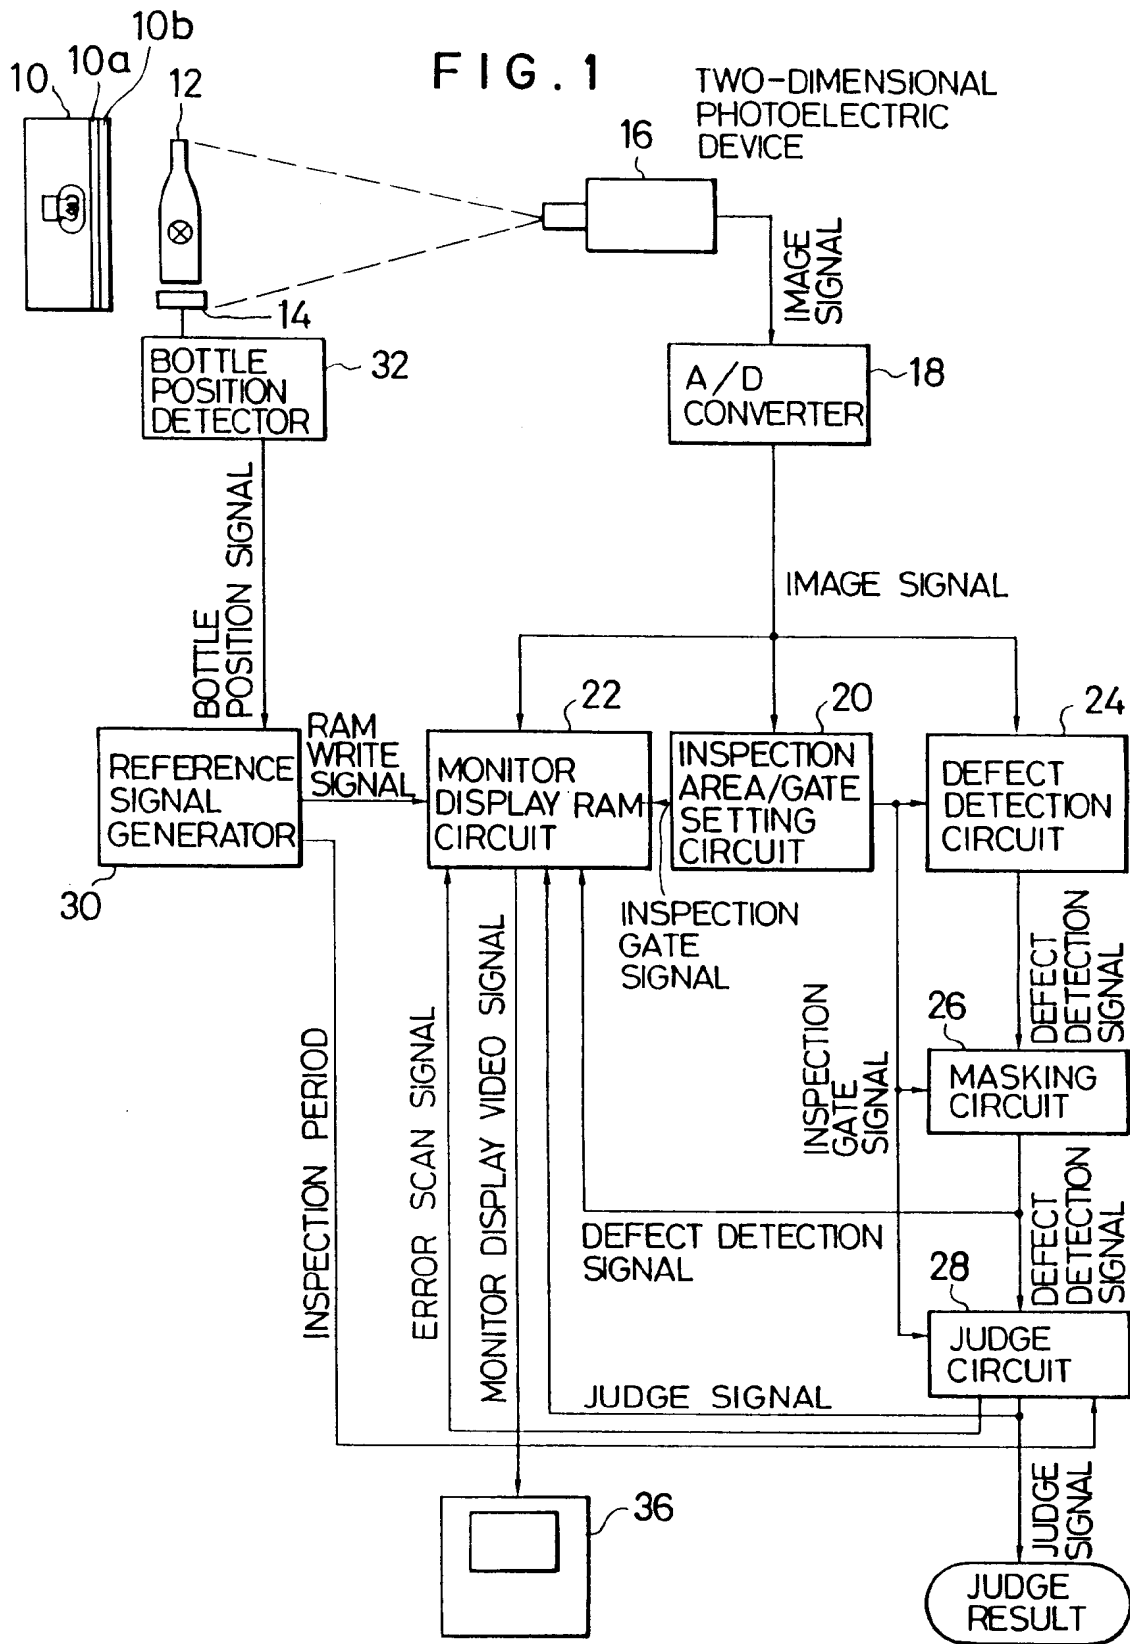 FIG. 1
10
10a
10b
12
TWO-DIMENSIONAL
PHOTOELECTRIC
DEVICE
16
IMAGE
SIGNAL
14
BOTTLE
POSITION
DETECTOR
32
A/D
CONVERTER
18
BOTTLE
POSITION SIGNAL
IMAGE SIGNAL
RAM
WRITE
SIGNAL
22
20
24
REFERENCE
SIGNAL
GENERATOR
30
MONITOR
DISPLAY RAM
CIRCUIT
INSPECTION
AREA/GATE
SETTING
CIRCUIT
DEFECT
DETECTION
CIRCUIT
INSPECTION
GATE
SIGNAL
DEFECT
DETECTION
SIGNAL
26
MASKING
CIRCUIT
INSPECTION
GATE
SIGNAL
INSPECTION PERIOD
ERROR SCAN SIGNAL
MONITOR DISPLAY VIDEO SIGNAL
DEFECT DETECTION
SIGNAL
DEFECT
DETECTION
SIGNAL
28
JUDGE
CIRCUIT
JUDGE SIGNAL
36
JUDGE
SIGNAL
JUDGE
RESULT